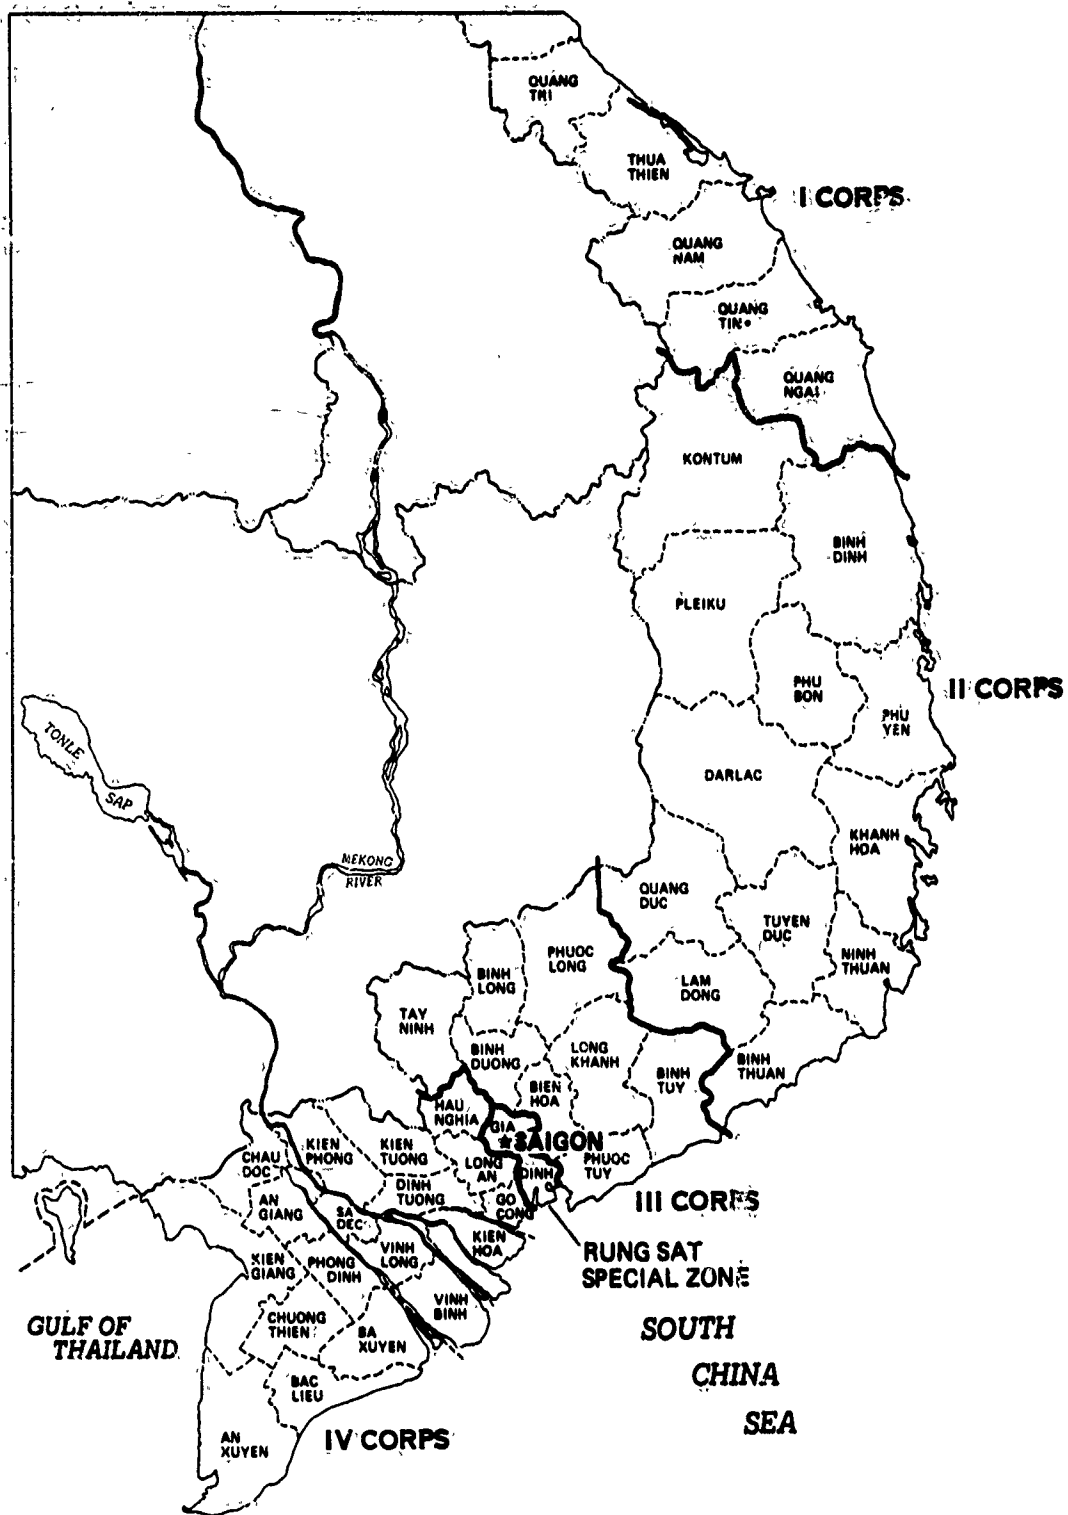 QUANG
TRI
THUA
THIEN
I CORPS
QUANG
NAM
QUANG
TIN
QUANG
NGAI
KONTUM
BINH
DINH
PLEIKU
PHU
BON
II CORPS
PHU
YEN
TONLE
SAP
DARLAC
KHANH
HOA
MEKONG
RIVER
QUANG
DUC
TUYEN
DUC
NINH
THUAN
PHUOC
LONG
BINH
LONG
LAM
DONG
TAY
NINH
BINH
DUONG
LONG
KHANH
BINH
TUY
BINH
THUAN
BIEN
HOA
HAU
NGHIA
GIA
SAIGON
DINH
PHUOC
TUY
KIEN
PHONG
KIEN
TUONG
LONG
AN
CHAU
DOC
DINH
TUONG
GO
CONG
III CORPS
AN
GIANG
SA
DEC
KIEN
HOA
VINH
LONG
RUNG SAT
SPECIAL ZONE
KIEN
GIANG
PHONG
DINH
VINH
BINH
GULF OF
THAILAND
CHUONG
THIEN
BA
XUYEN
SOUTH
CHINA
SEA
BAC
LIEU
AN
XUYEN
IV CORPS